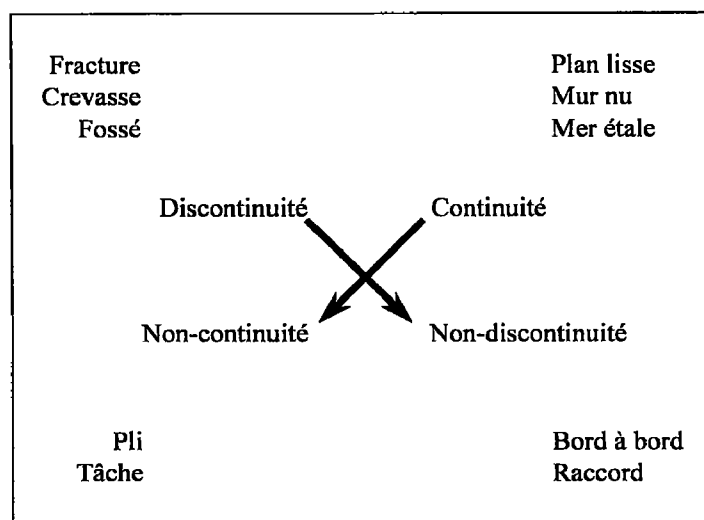 Fracture
Crevasse
Fossé
Plan lisse
Mur nu
Mer étale
Discontinuité
Continuité
Non-continuité
Non-discontinuité
Pli
Tâche
Bord à bord
Raccord